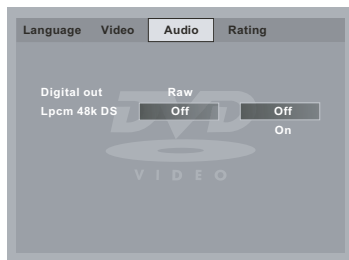 Language Video Audio Rating
Digital out Raw
Lpcm 48k DS Off Off
On
DVD
VIDEO